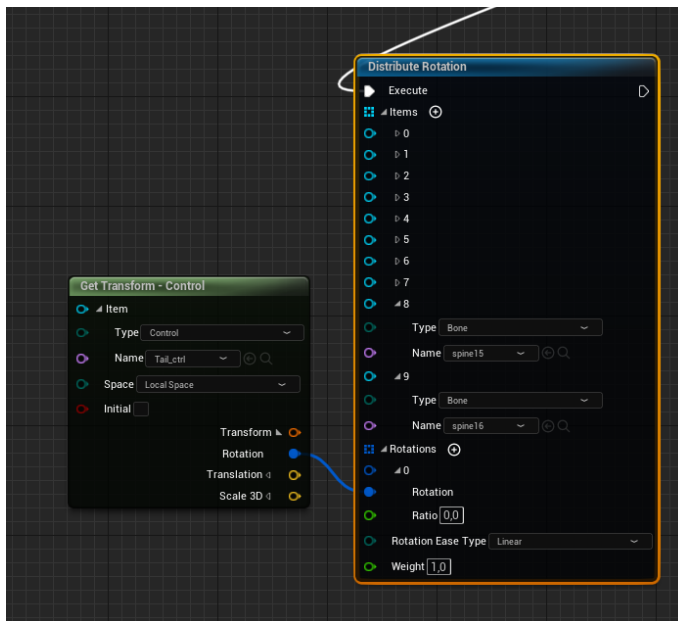 Distribute Rotation
Execute
Items
0
1
2
3
4
5
6
7
8
Type Bone
Name spine15
9
Type Bone
Name spine16
Rotations
0
Rotation
Ratio 0,0
Rotation Ease Type Linear
Weight 1,0
Get Transform - Control
Item
Type Control
Name Tail_ctrl
Space Local Space
Initial
Transform
Rotation
Translation
Scale 3D